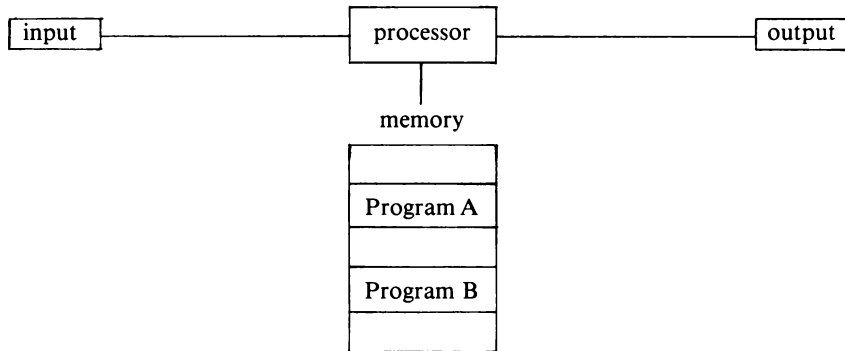 input
processor
output
memory
Program A
Program B